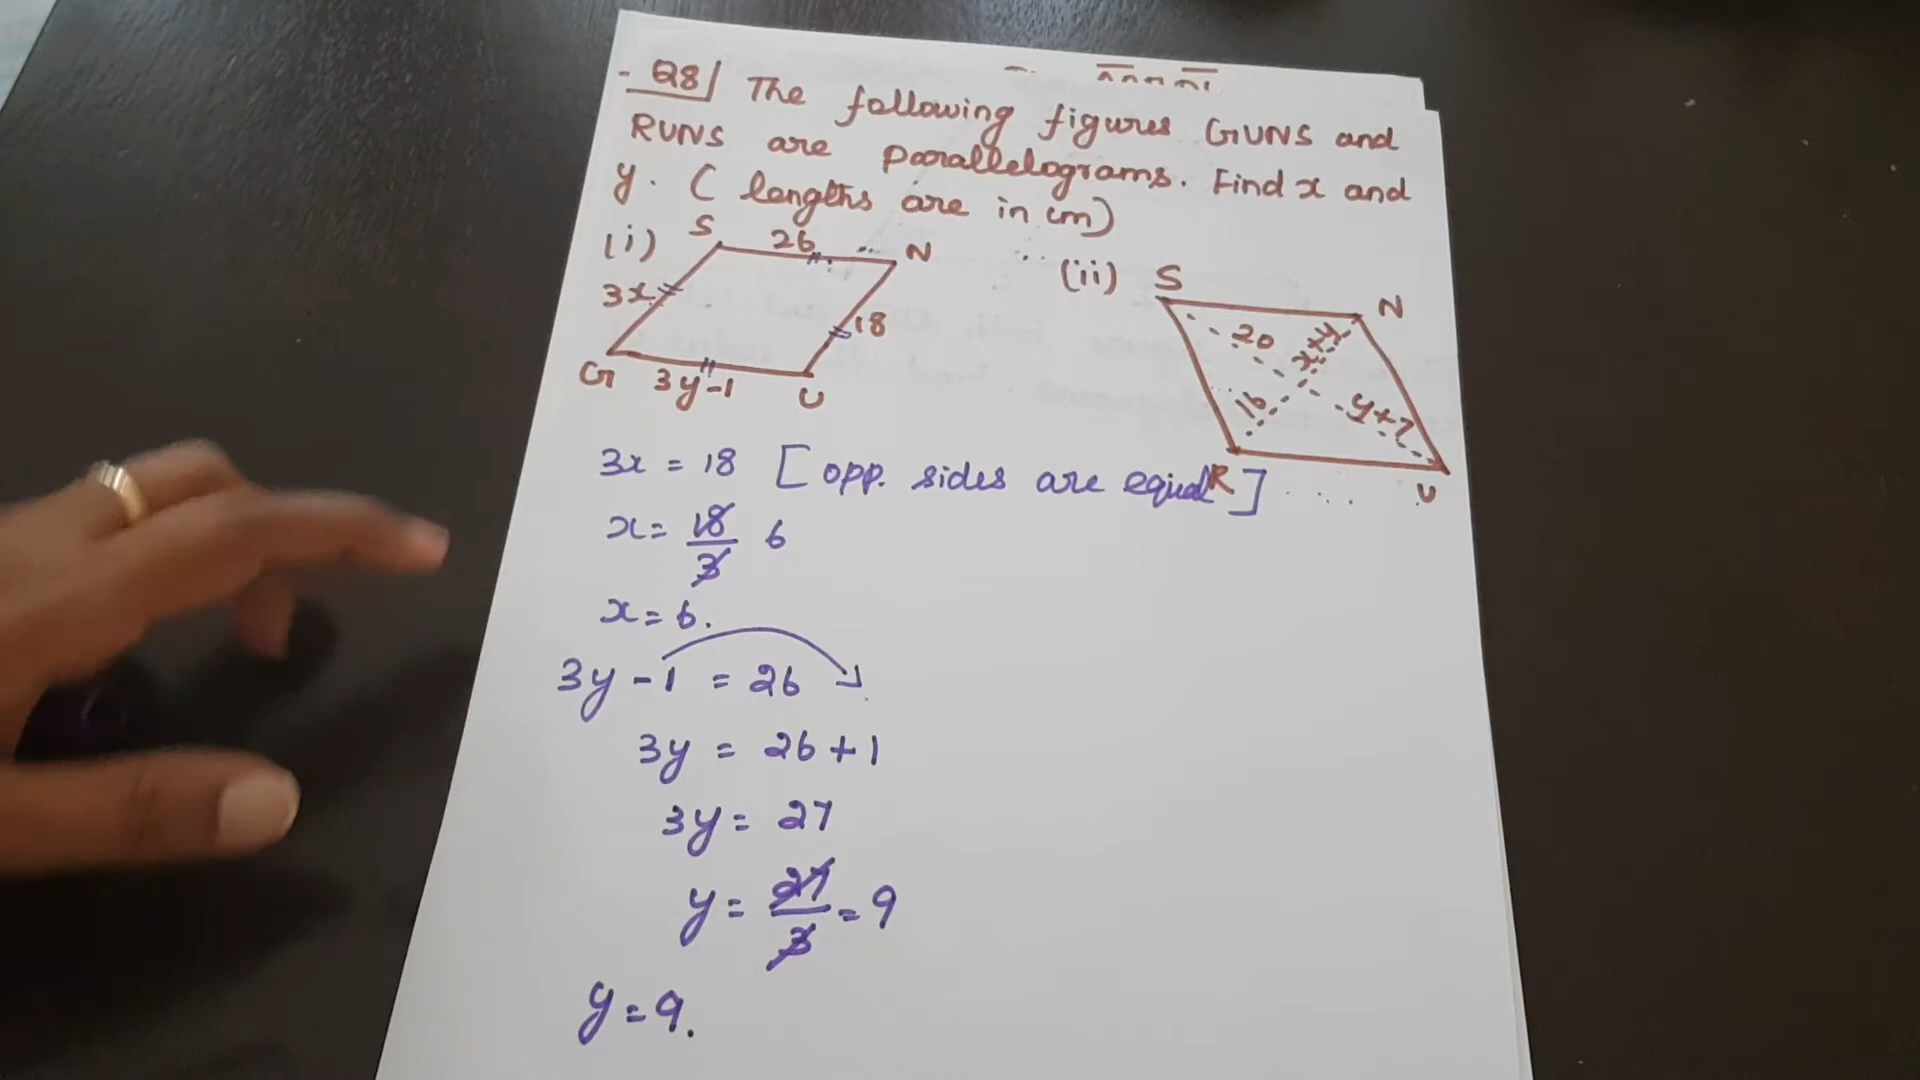 Q8 The following figures GUNS and
RUNS are parallelograms. Find x and
y. ( lengths are in cm)
(i) S 26 N
3x 18
G 3y-1 U
(ii) S N
20 x+y
16 y+7
R U
3x = 18 [opp. sides are equal]
x = 18/3 6
x = 6.
3y - 1 = 26
3y = 26 + 1
3y = 27
y = 27/3 = 9
y = 9.